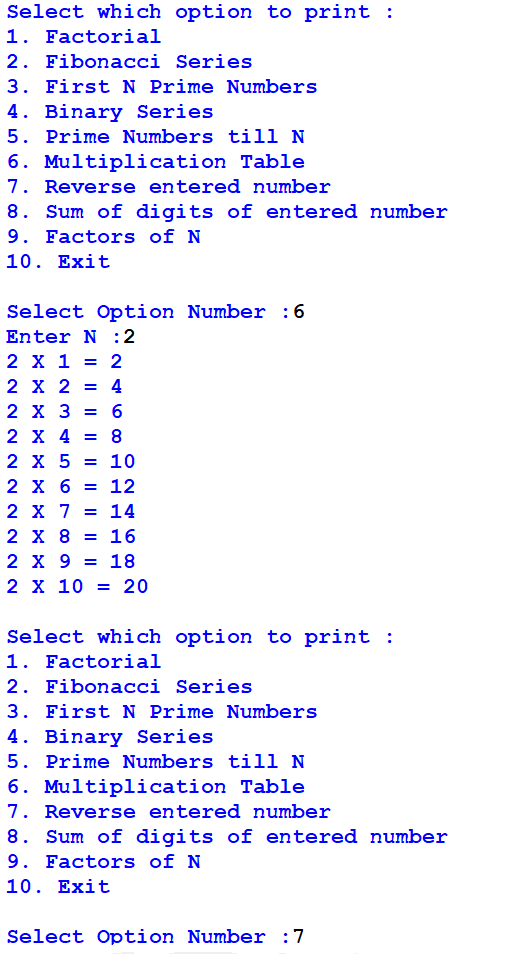 Select which option to print :
1. Factorial
2. Fibonacci Series
3. First N Prime Numbers
4. Binary Series
5. Prime Numbers till N
6. Multiplication Table
7. Reverse entered number
8. Sum of digits of entered number
9. Factors of N
10. Exit
Select Option Number :6
Enter N :2
2 X 1 = 2
2 X 2 = 4
2 X 3 = 6
2 X 4 = 8
2 X 5 = 10
2 X 6 = 12
2 X 7 = 14
2 X 8 = 16
2 X 9 = 18
2 X 10 = 20
Select which option to print :
1. Factorial
2. Fibonacci Series
3. First N Prime Numbers
4. Binary Series
5. Prime Numbers till N
6. Multiplication Table
7. Reverse entered number
8. Sum of digits of entered number
9. Factors of N
10. Exit
Select Option Number :7